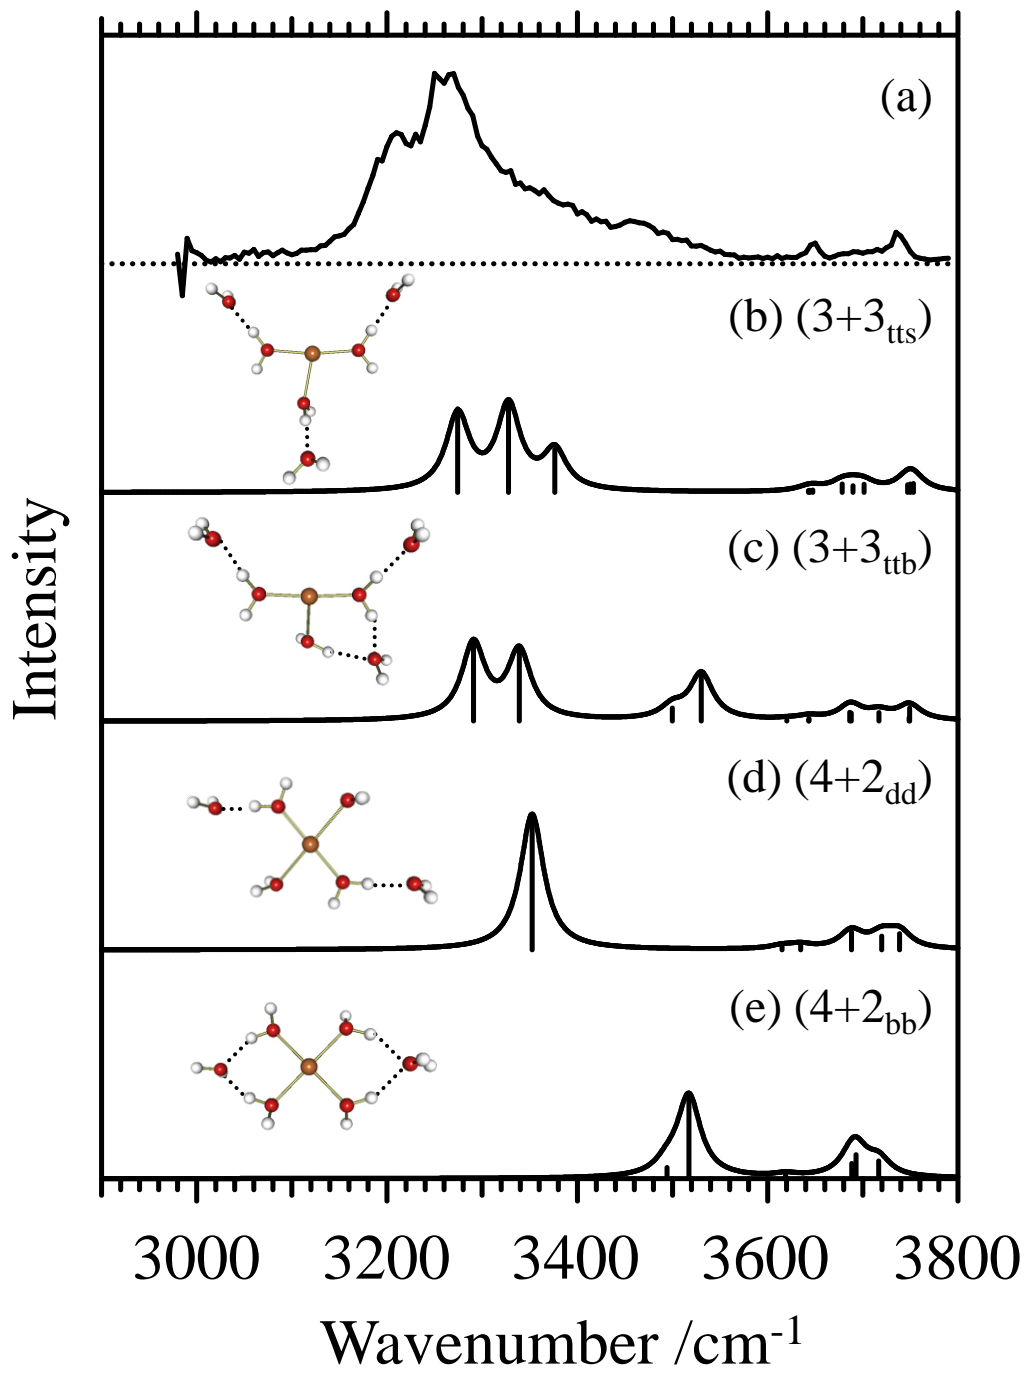 (a)
(b) (3+3tts)
(c) (3+3ttb)
(d) (4+2dd)
(e) (4+2bb)
Intensity
3000 3200 3400 3600 3800
Wavenumber /cm-1